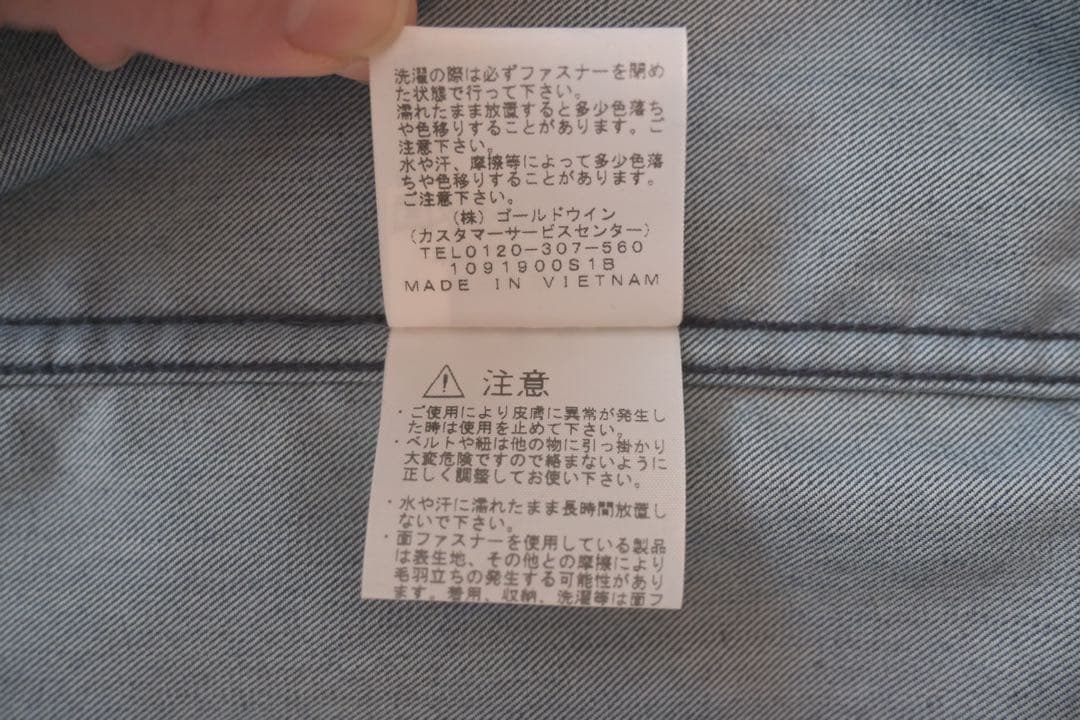 洗濯の際は必ずファスナーを閉め
た状態で行って下さい。
濡れたまま放置すると多少色落ち
や色移りすることがあります。ご
注意下さい。
水や汗、摩擦等によって多少色落
ちや色移りすることがあります。
ご注意下さい。
(株)ゴールドウイン
(カスタマーサービスセンター)
TEL0120-307-560
1091900S1B
MADE IN VIETNAM
注意
・ご使用により皮膚に異常が発生し
た時は使用を止めて下さい。
・ベルトや紐は他の物に引っ掛かり
大変危険ですので絡まないように
正しく調整してお使い下さい。
・水や汗に濡れたまま長時間放置し
ないで下さい。
・面ファスナーを使用している製品
は表生地、その他との摩擦により
毛羽立ちの発生する可能性があり
ます。着用、収納、洗濯等は面フ